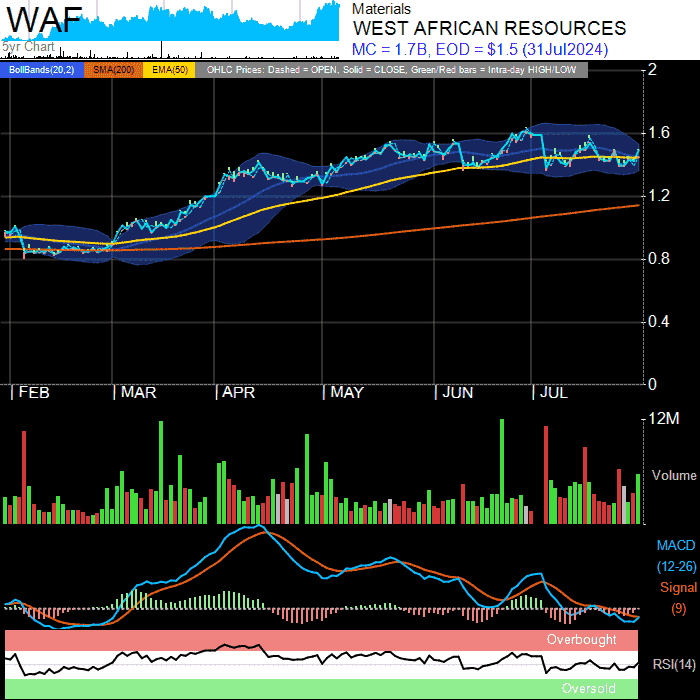 WAF
5yr Chart
Materials
WEST AFRICAN RESOURCES
MC = 1.7B, EOD = $1.5 (31Jul2024)
BollBands(20,2) SMA(200) EMA(50) OHLC Prices: Dashed = OPEN, Solid = CLOSE, Green/Red bars = Intra-day HIGH/LOW
2
1.6
1.2
0.8
0.4
0
FEB MAR APR MAY JUN JUL
12M
Volume
MACD
(12-26)
Signal
(9)
Overbought
RSI(14)
Oversold